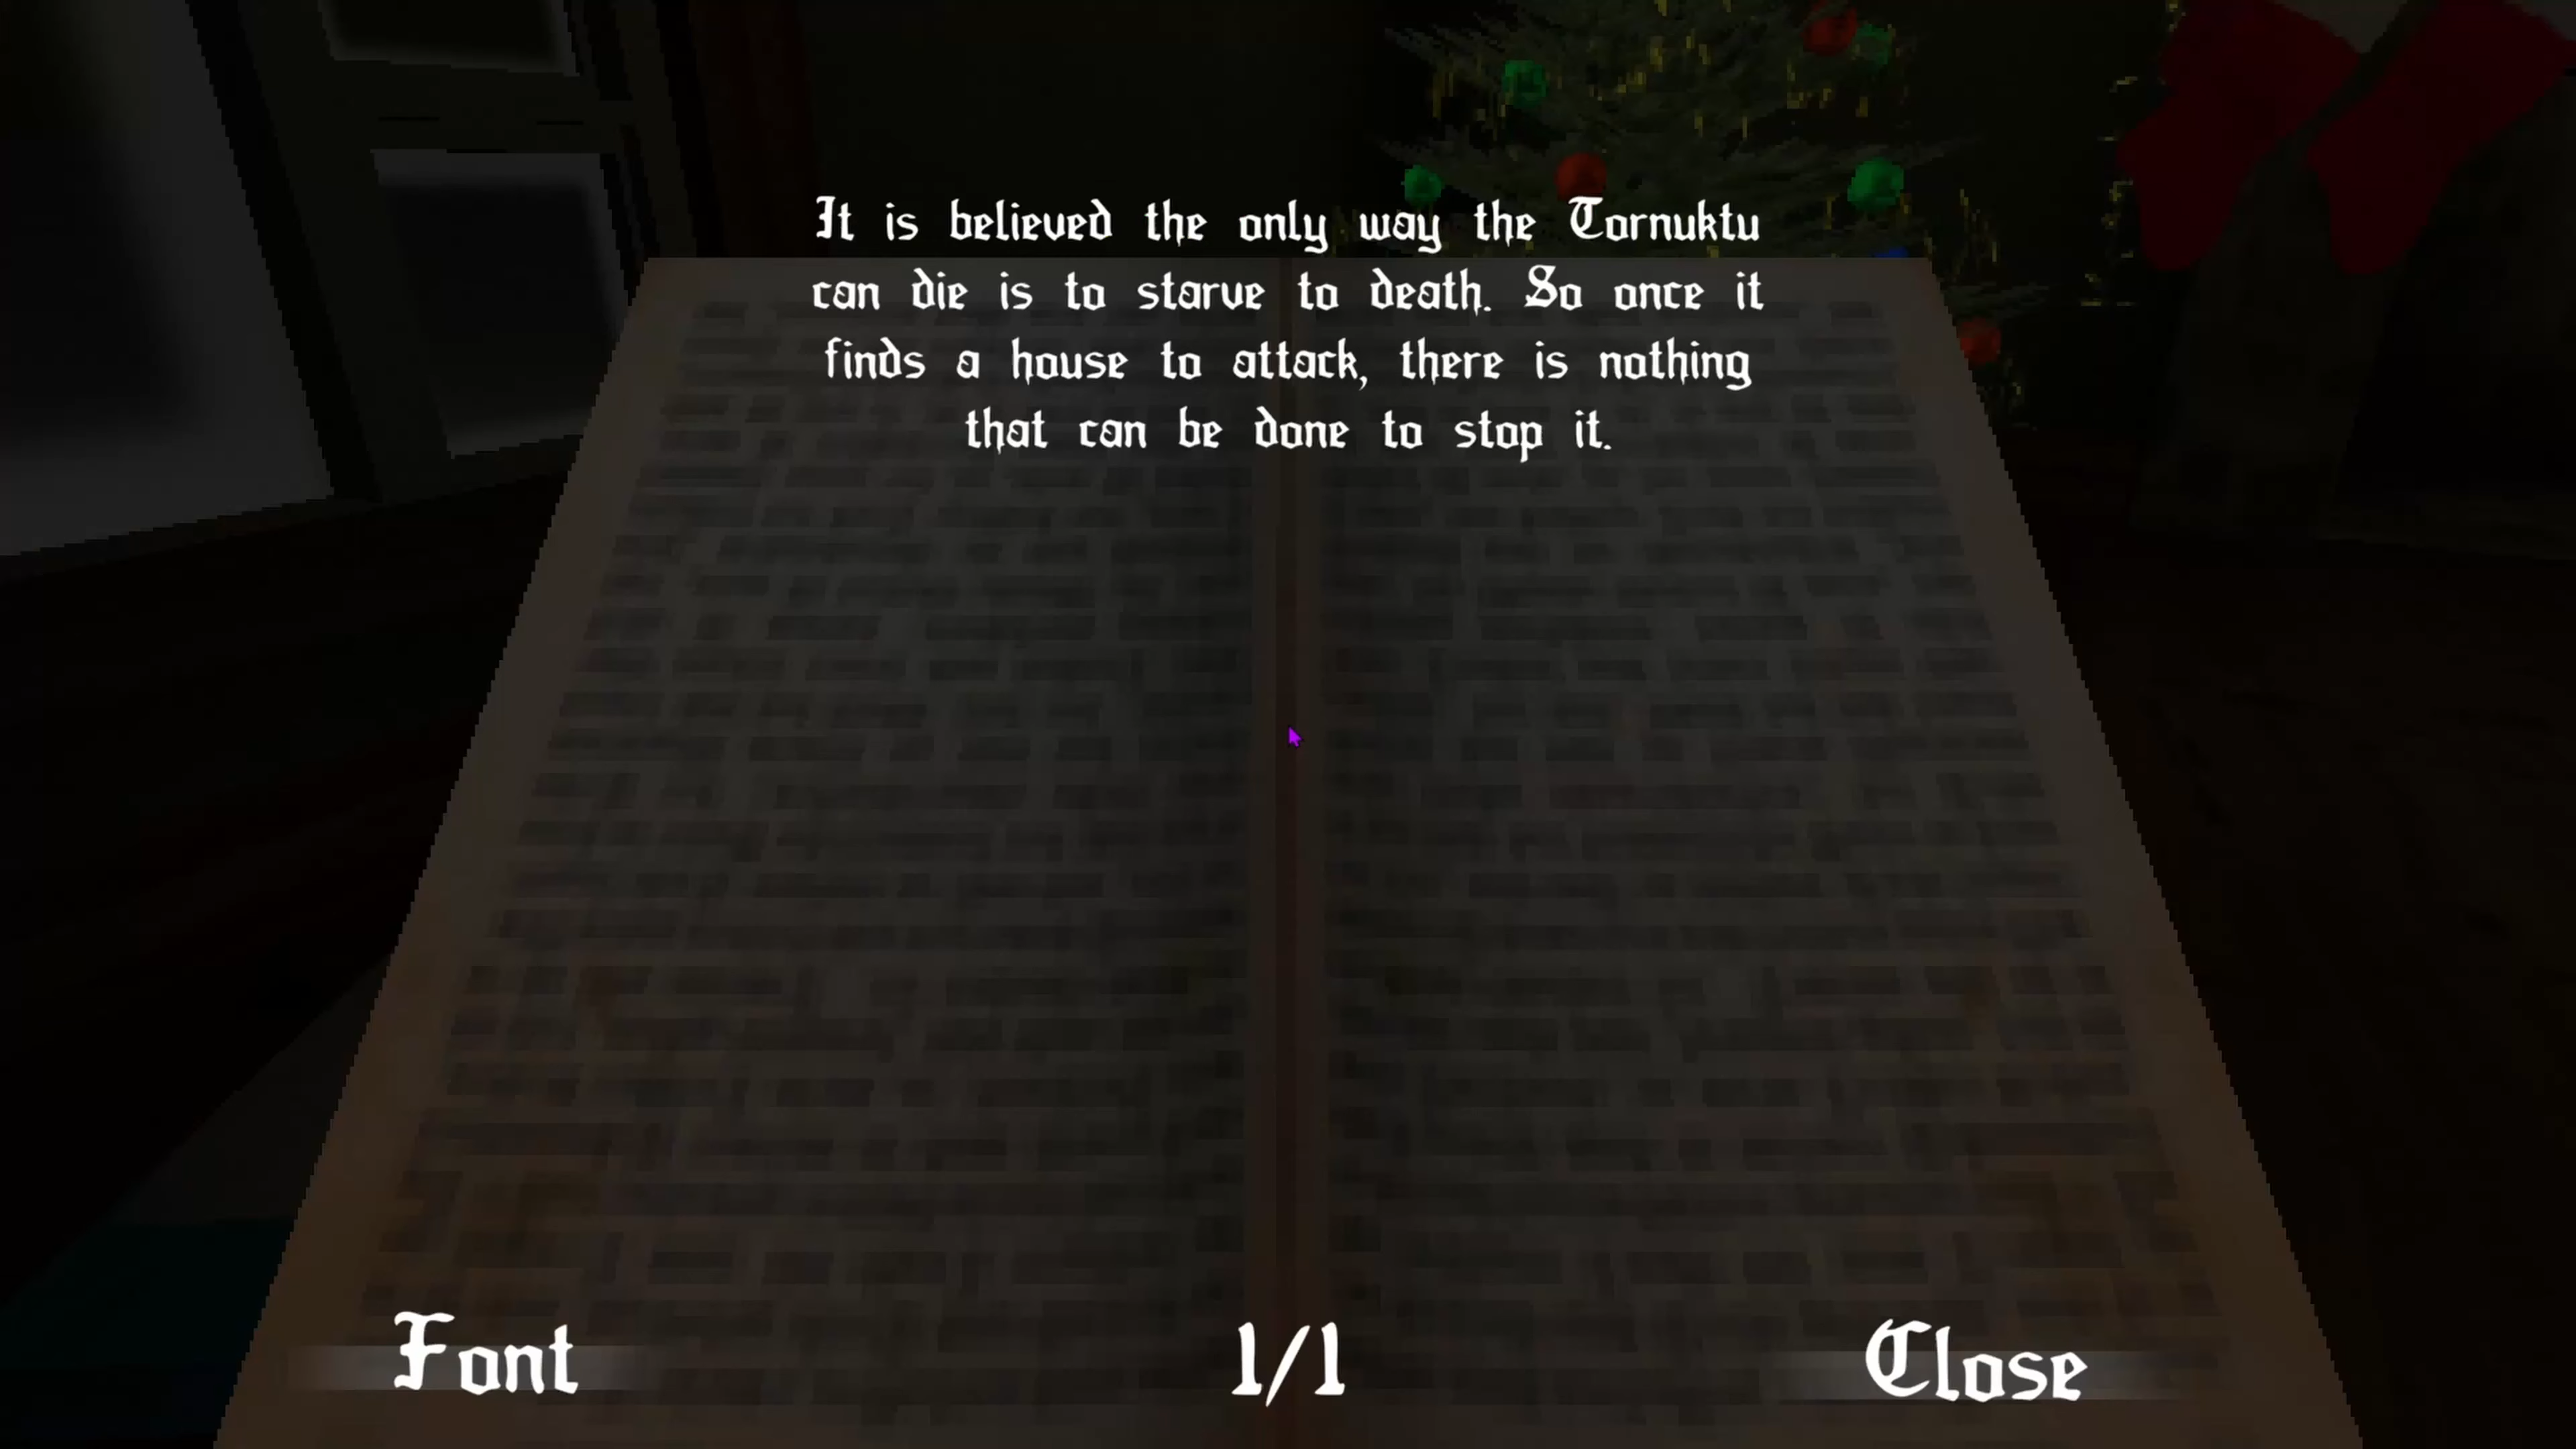 It is believed the only way the Tornuktu
can die is to starve to death. So once it
finds a house to attack, there is nothing
that can be done to stop it.
Font
1/1
Close